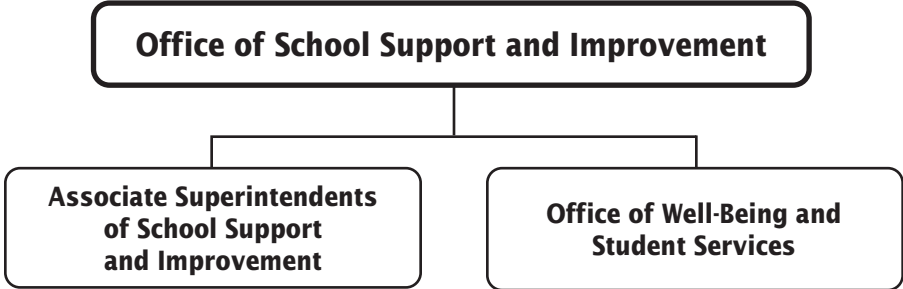 Office of School Support and Improvement
Associate Superintendents
of School Support
and Improvement
Office of Well-Being and
Student Services